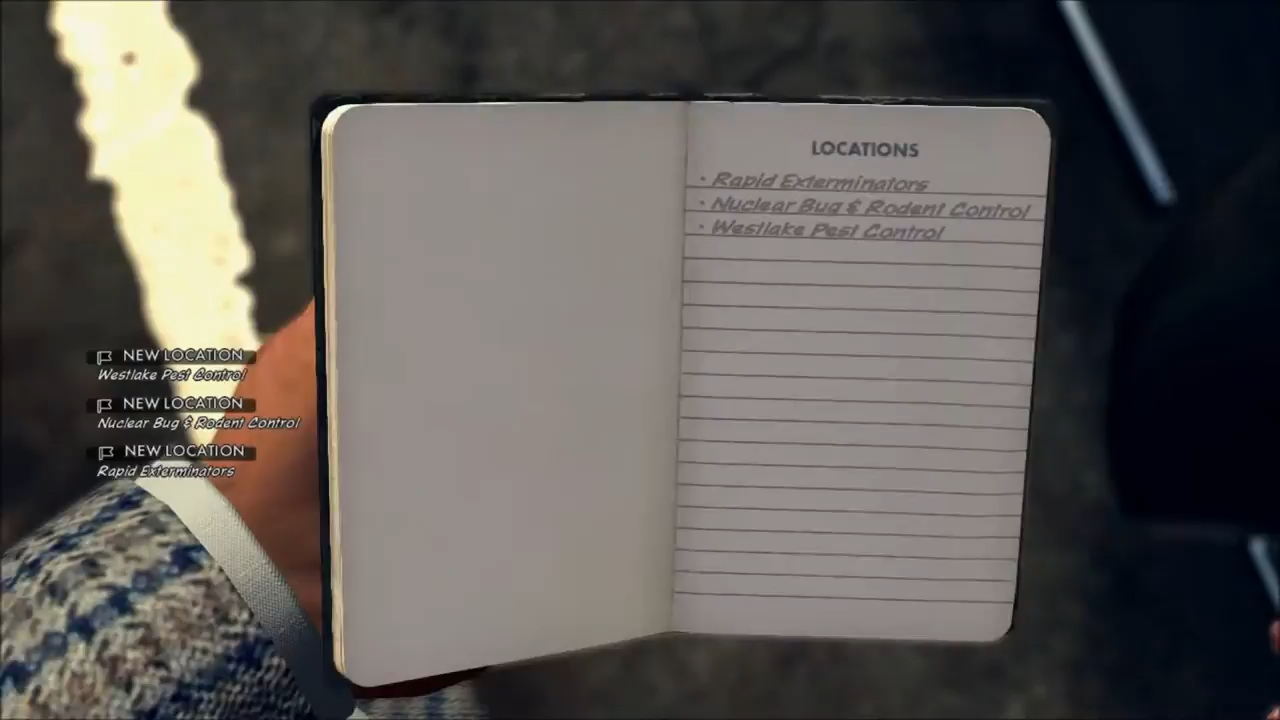 LOCATIONS
· Rapid Exterminators
· Nuclear Bug & Rodent Control
· Westlake Pest Control
NEW LOCATION
Westlake Pest Control
NEW LOCATION
Nuclear Bug & Rodent Control
NEW LOCATION
Rapid Exterminators